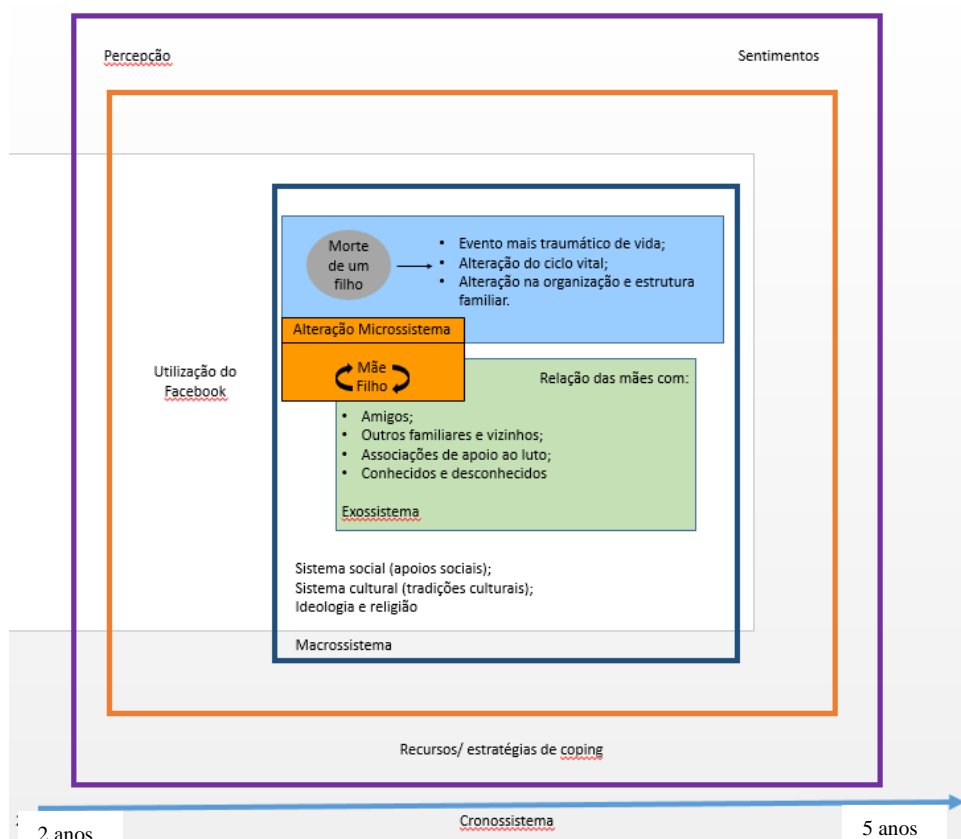 Percepção
Sentimentos
Morte
de um
filho
• Evento mais traumático de vida;
• Alteração do ciclo vital;
• Alteração na organização e estrutura
familiar.
Alteração Microssistema
Mãe
Filho
Utilização do
Facebook
Relação das mães com:
• Amigos;
• Outros familiares e vizinhos;
• Associações de apoio ao luto;
• Conhecidos e desconhecidos
Exossistema
Sistema social (apoios sociais);
Sistema cultural (tradições culturais);
Ideologia e religião
Macrossistema
Recursos/ estratégias de coping
2 anos
Cronossistema
5 anos